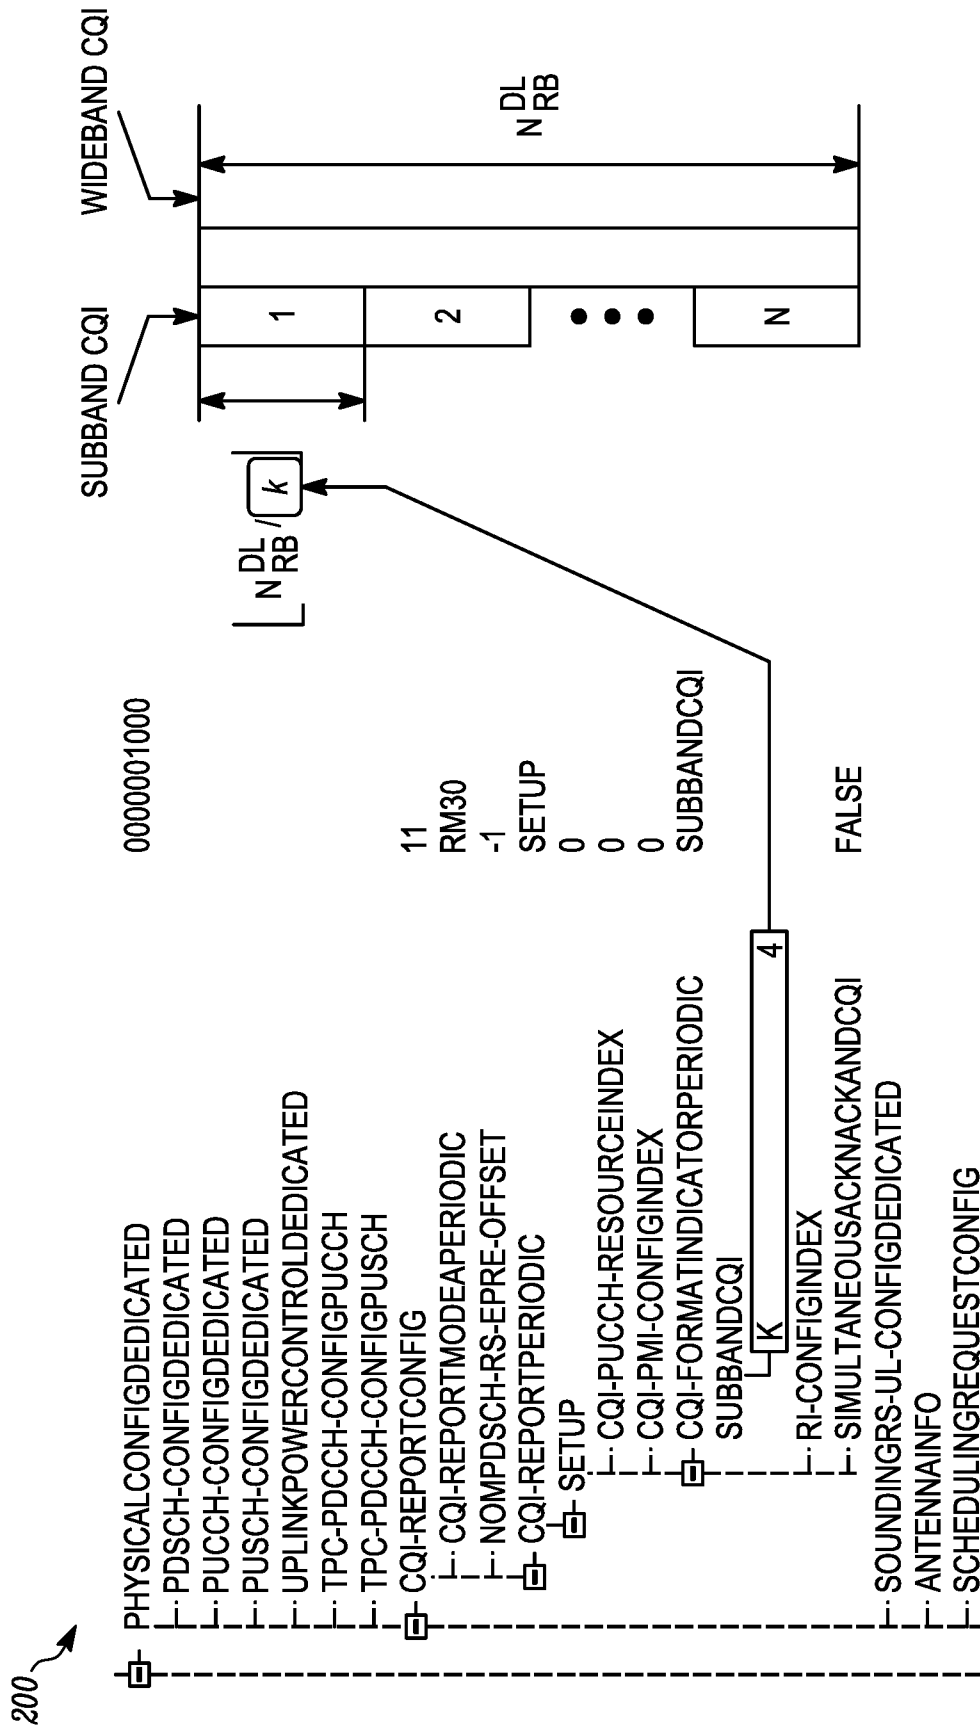 200
PHYSICALCONFIGDEDICATED 0000001000
PDSCH-CONFIGDEDICATED
PUCCH-CONFIGDEDICATED
PUSCH-CONFIGDEDICATED
UPLINKPOWERCONTROLDEDICATED
TPC-PDCCH-CONFIGPUCCH
TPC-PDCCH-CONFIGPUSCH
CQI-REPORTCONFIG 11
CQI-REPORTMODEAPERIODIC RM30
NOMPDSCH-RS-EPRE-OFFSET -1
CQI-REPORTPERIODIC SETUP
SETUP 0
CQI-PUCCH-RESOURCEINDEX 0
CQI-PMI-CONFIGINDEX 0
CQI-FORMATINDICATORPERIODIC SUBBANDCQI
SUBBANDCQI
K 4
RI-CONFIGINDEX
SIMULTANEOUSACKNACKANDCQI FALSE
SOUNDINGRS-UL-CONFIGDEDICATED
ANTENNAINFO
SCHEDULINGREQUESTCONFIG
SUBBAND CQI
WIDEBAND CQI
⌊N DL RB / k⌋
1
2
N
N DL RB